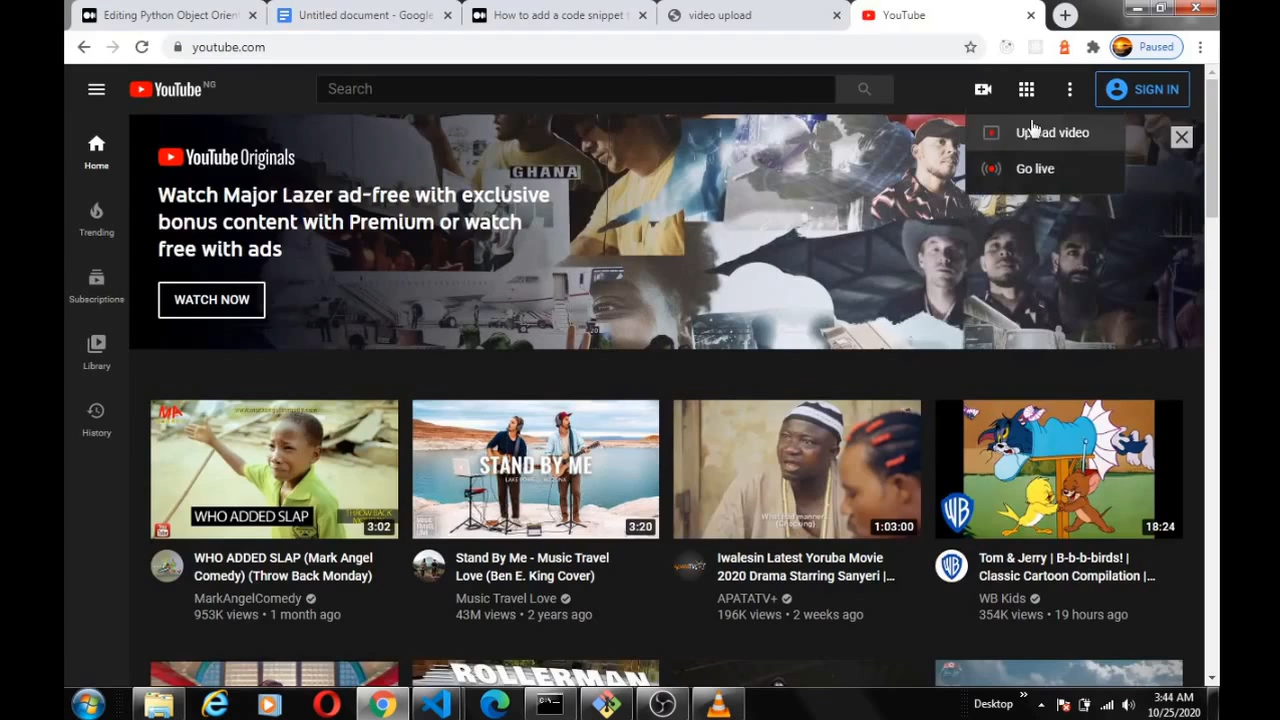 Editing Python Object Orien
Untitled document - Google
How to add a code snippet t
video upload
YouTube
youtube.com
Paused
YouTube NG
Search
SIGN IN
Upload video
Go live
Home
Trending
Subscriptions
Library
History
YouTube Originals
Watch Major Lazer ad-free with exclusive
bonus content with Premium or watch
free with ads
WATCH NOW
GHANA
MA
WHO ADDED SLAP
THROW BACK
3:02
STAND BY ME
3:20
1:03:00
WB
18:24
WHO ADDED SLAP (Mark Angel
Comedy) (Throw Back Monday)
MarkAngelComedy
953K views • 1 month ago
Stand By Me - Music Travel
Love (Ben E. King Cover)
Music Travel Love
43M views • 2 years ago
Iwalesin Latest Yoruba Movie
2020 Drama Starring Sanyeri |...
APATATV+
196K views • 2 weeks ago
Tom & Jerry | B-b-b-birds! |
Classic Cartoon Compilation |...
WB Kids
354K views • 19 hours ago
ROLLERMAN
Desktop
3:44 AM
10/25/2020